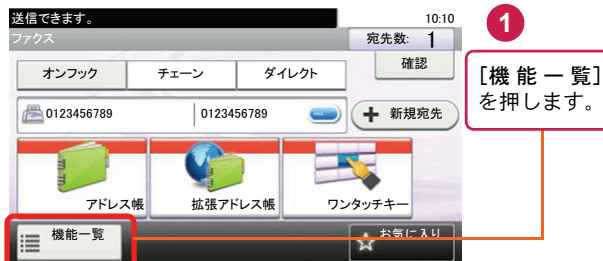 送信できます。 10:10
ファクス 宛先数: 1
オンフック チェーン ダイレクト 確認
0123456789 0123456789 新規宛先
アドレス帳 拡張アドレス帳 ワンタッチキー
機能一覧 お気に入り
1
[機能一覧]
を押します。